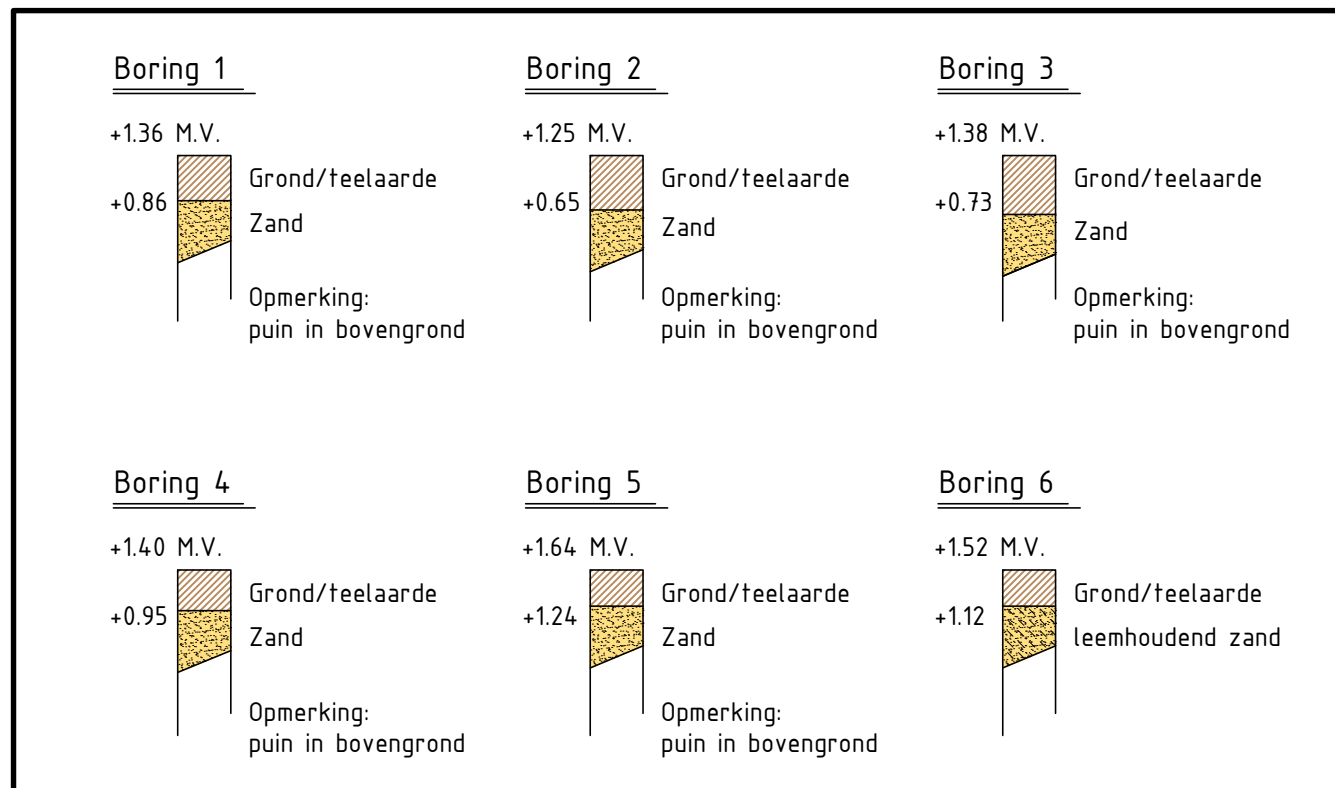 Boring 1
+1.36 M.V.
Grond/teelaarde
+0.86
Zand
Opmerking:
puin in bovengrond
Boring 2
+1.25 M.V.
Grond/teelaarde
+0.65
Zand
Opmerking:
puin in bovengrond
Boring 3
+1.38 M.V.
Grond/teelaarde
+0.73
Zand
Opmerking:
puin in bovengrond
Boring 4
+1.40 M.V.
Grond/teelaarde
+0.95
Zand
Opmerking:
puin in bovengrond
Boring 5
+1.64 M.V.
Grond/teelaarde
+1.24
Zand
Opmerking:
puin in bovengrond
Boring 6
+1.52 M.V.
Grond/teelaarde
+1.12
leemhoudend zand